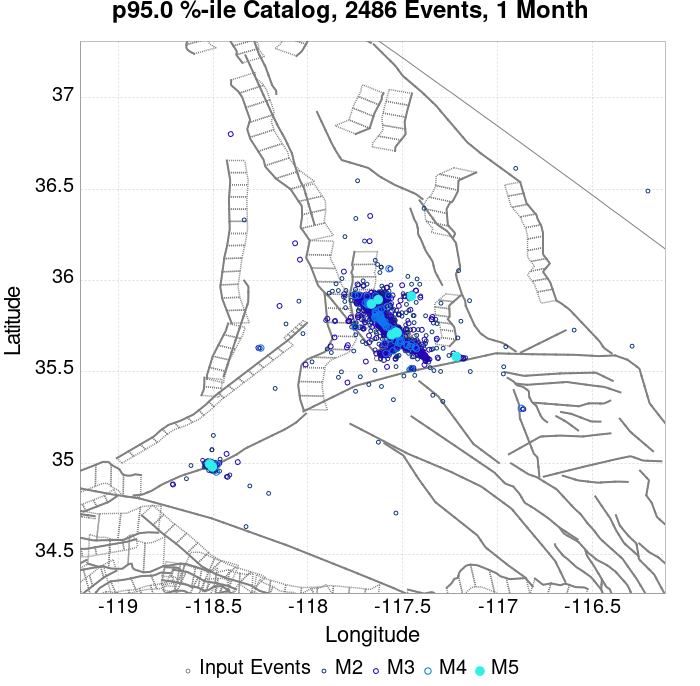 p95.0 %-ile Catalog, 2486 Events, 1 Month
37
36.5
36
35.5
35
34.5
Latitude
-119 -118.5 -118 -117.5 -117 -116.5
Longitude
Input Events M2 M3 M4 M5